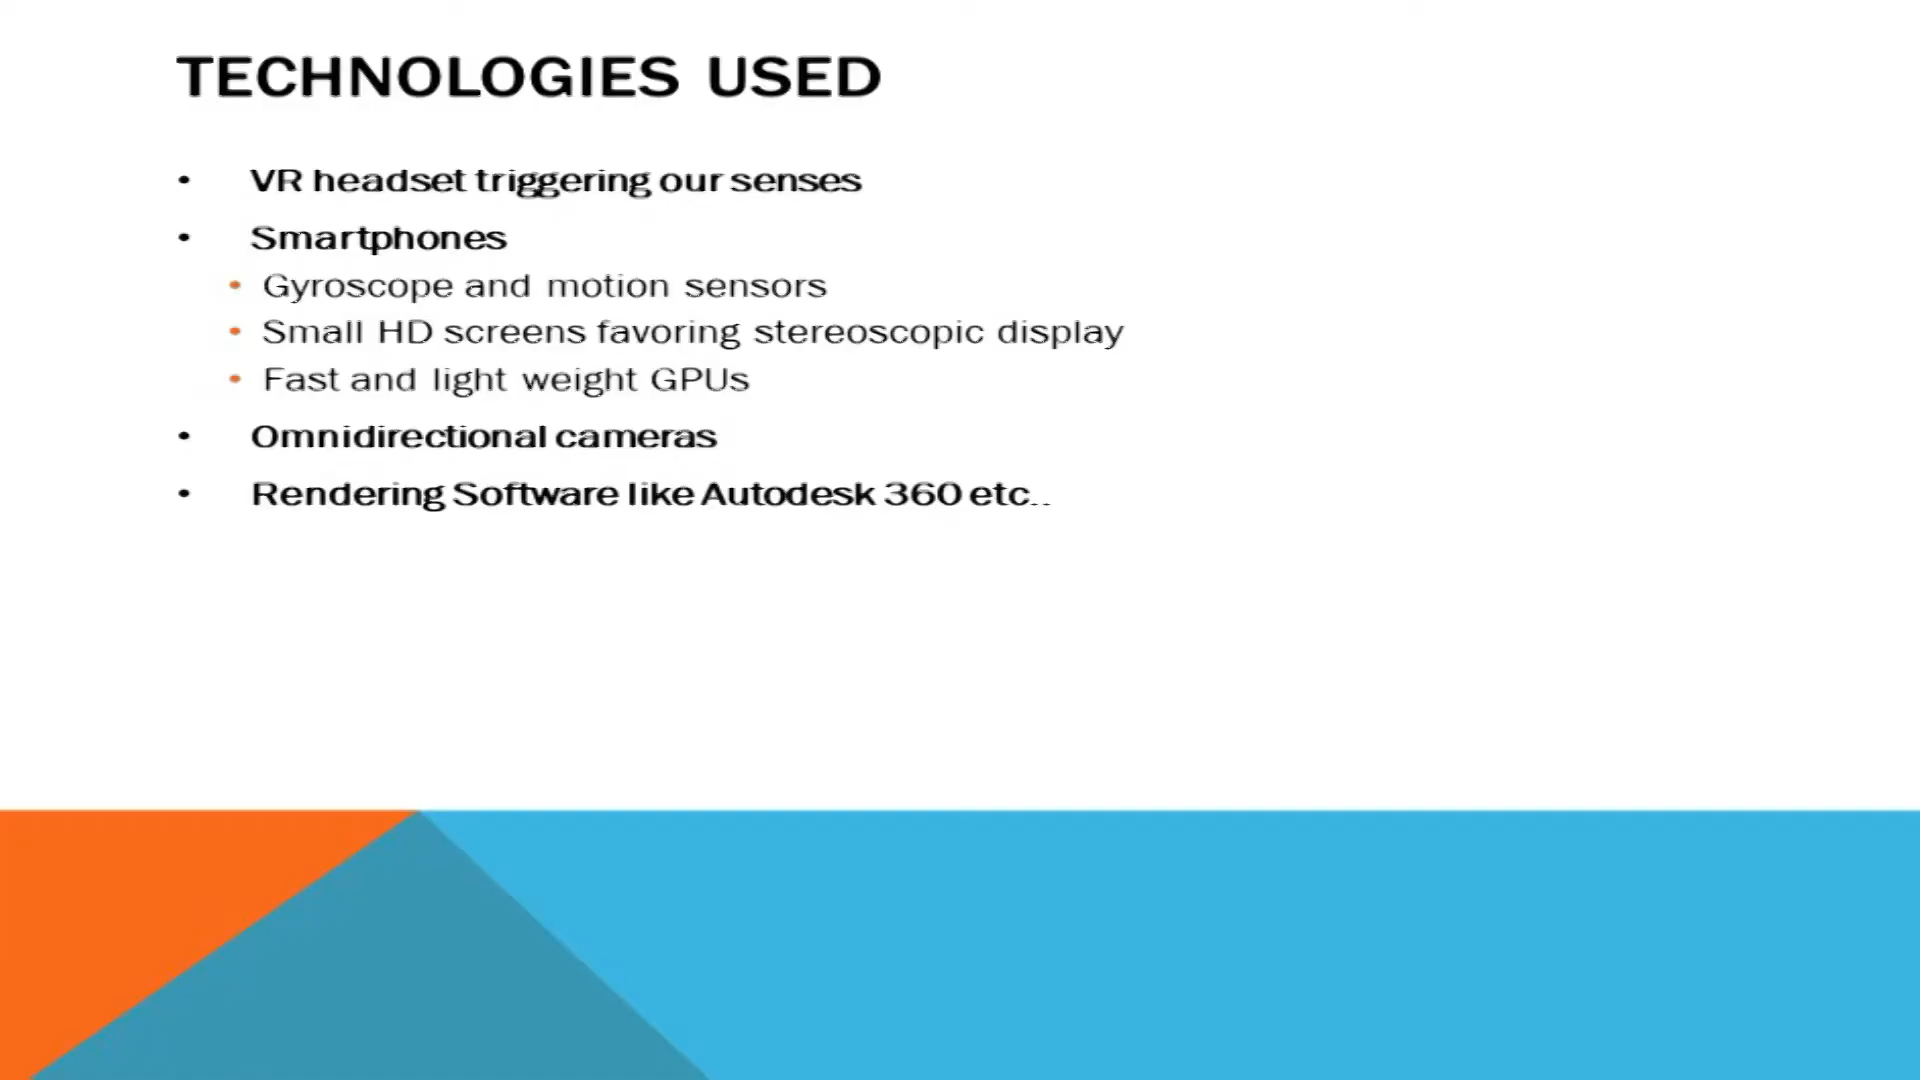 TECHNOLOGIES USED
• VR headset triggering our senses
• Smartphones
• Gyroscope and motion sensors
• Small HD screens favoring stereoscopic display
• Fast and light weight GPUs
• Omnidirectional cameras
• Rendering Software like Autodesk 360 etc..